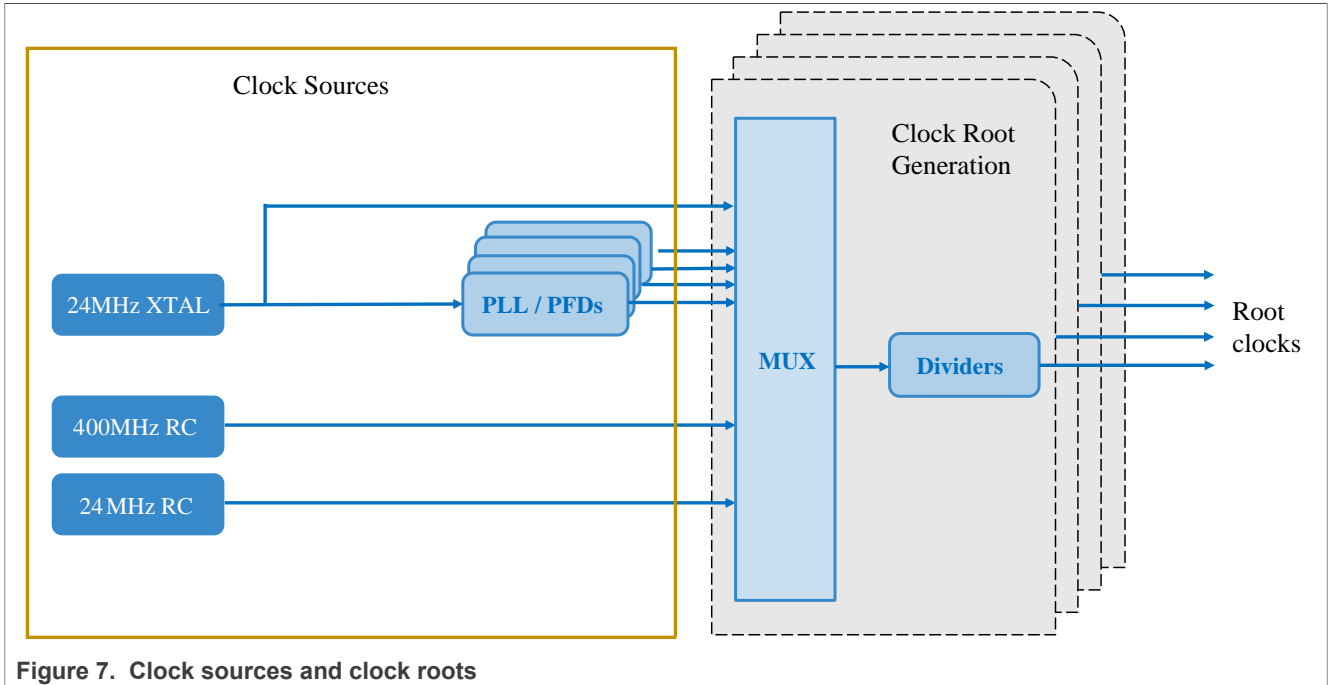 Clock Sources
Clock Root
Generation
24MHz XTAL
PLL / PFDs
MUX
Dividers
Root
clocks
400MHz RC
24MHz RC
Figure 7. Clock sources and clock roots